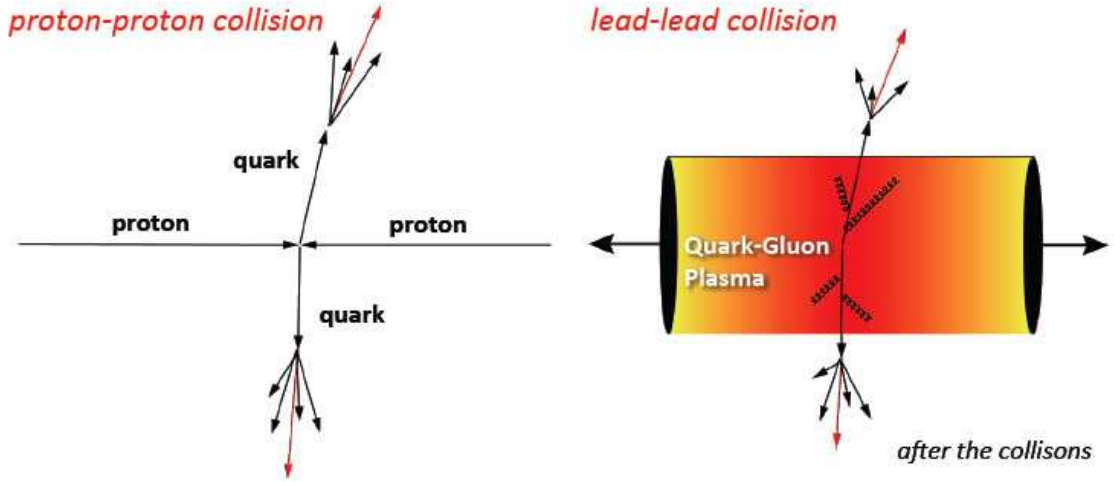 proton-proton collision
quark
proton
proton
quark
lead-lead collision
Quark-Gluon
Plasma
after the collisons